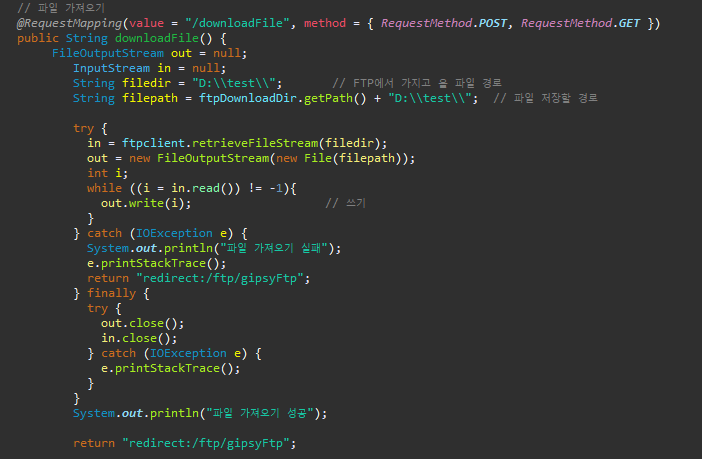 // 파일 가져오기
@RequestMapping(value = "/downloadFile", method = { RequestMethod.POST, RequestMethod.GET })
public String downloadFile() {
FileOutputStream out = null;
InputStream in = null;
String filedir = "D:\\test\\"; // FTP에서 가지고 올 파일 경로
String filepath = ftpDownloadDir.getPath() + "D:\\test\\"; // 파일 저장할 경로
try {
in = ftpclient.retrieveFileStream(filedir);
out = new FileOutputStream(new File(filepath));
int i;
while ((i = in.read()) != -1){
out.write(i); // 쓰기
}
} catch (IOException e) {
System.out.println("파일 가져오기 실패");
e.printStackTrace();
return "redirect:/ftp/gipsyFtp";
} finally {
try {
out.close();
in.close();
} catch (IOException e) {
e.printStackTrace();
}
}
System.out.println("파일 가져오기 성공");
return "redirect:/ftp/gipsyFtp";